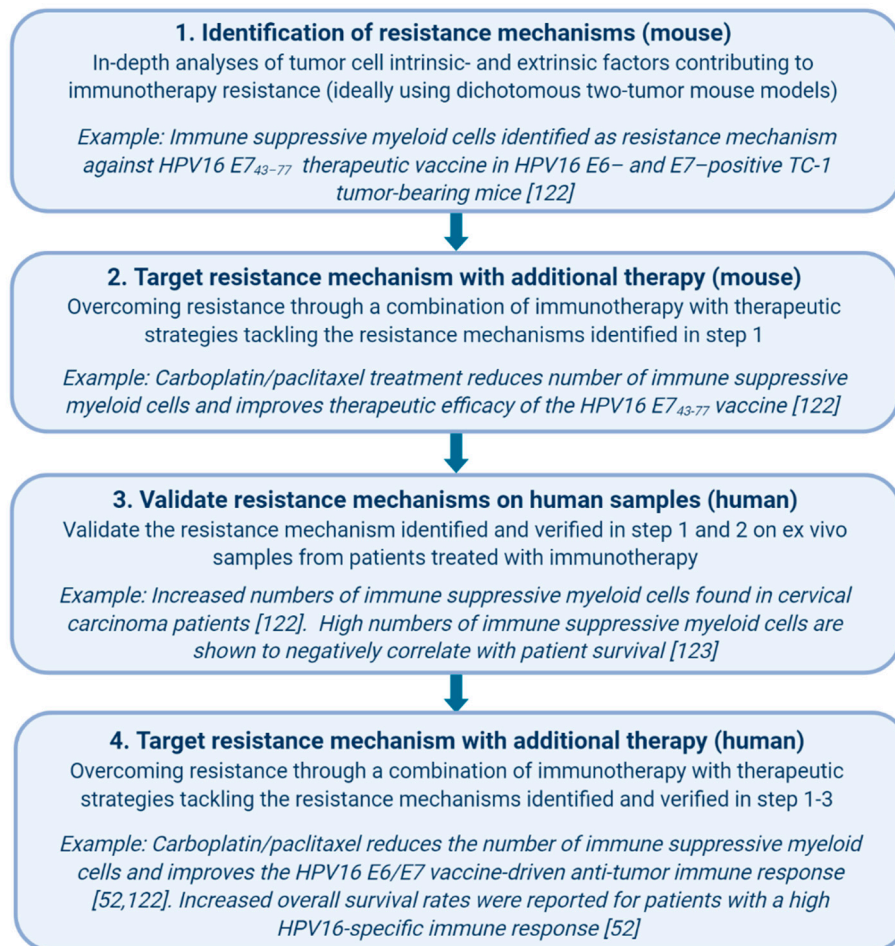 1. Identification of resistance mechanisms (mouse)
In-depth analyses of tumor cell intrinsic- and extrinsic factors contributing to
immunotherapy resistance (ideally using dichotomous two-tumor mouse models)
Example: Immune suppressive myeloid cells identified as resistance mechanism
against HPV16 E7₄₃₋₇₇ therapeutic vaccine in HPV16 E6– and E7–positive TC-1
tumor-bearing mice [122]
2. Target resistance mechanism with additional therapy (mouse)
Overcoming resistance through a combination of immunotherapy with therapeutic
strategies tackling the resistance mechanisms identified in step 1
Example: Carboplatin/paclitaxel treatment reduces number of immune suppressive
myeloid cells and improves therapeutic efficacy of the HPV16 E7₄₃₋₇₇ vaccine [122]
3. Validate resistance mechanisms on human samples (human)
Validate the resistance mechanism identified and verified in step 1 and 2 on ex vivo
samples from patients treated with immunotherapy
Example: Increased numbers of immune suppressive myeloid cells found in cervical
carcinoma patients [122]. High numbers of immune suppressive myeloid cells are
shown to negatively correlate with patient survival [123]
4. Target resistance mechanism with additional therapy (human)
Overcoming resistance through a combination of immunotherapy with therapeutic
strategies tackling the resistance mechanisms identified and verified in step 1-3
Example: Carboplatin/paclitaxel reduces the number of immune suppressive myeloid
cells and improves the HPV16 E6/E7 vaccine-driven anti-tumor immune response
[52,122]. Increased overall survival rates were reported for patients with a high
HPV16-specific immune response [52]